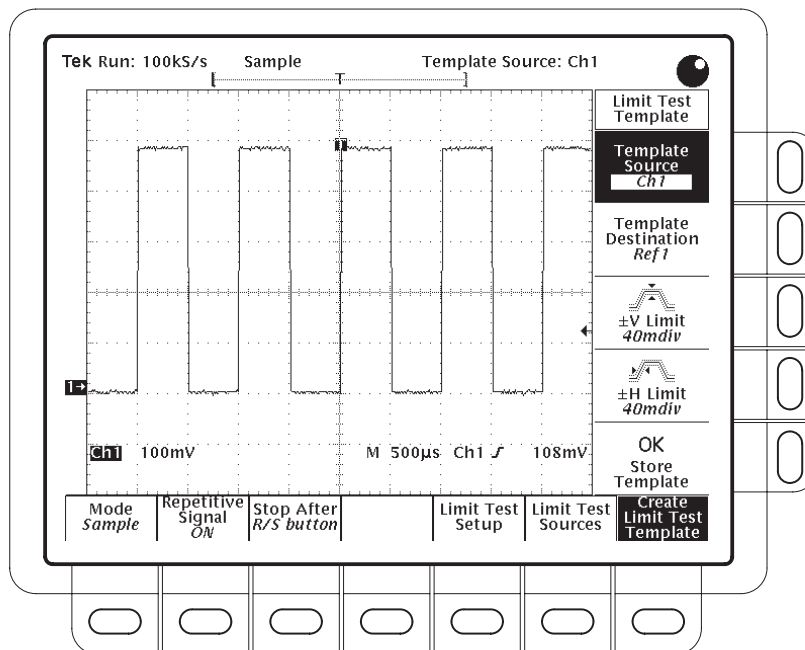 Tek Run: 100kS/s Sample Template Source: Ch1
[ T ]
Limit Test
Template
Template
Source
Ch1
Template
Destination
Ref1
±V Limit
40mdiv
±H Limit
40mdiv
OK
Store
Template
T
1→
Ch1 100mV M 500µs Ch1 108mV
Mode
Sample
Repetitive
Signal
ON
Stop After
R/S button
Limit Test
Setup
Limit Test
Sources
Create
Limit Test
Template